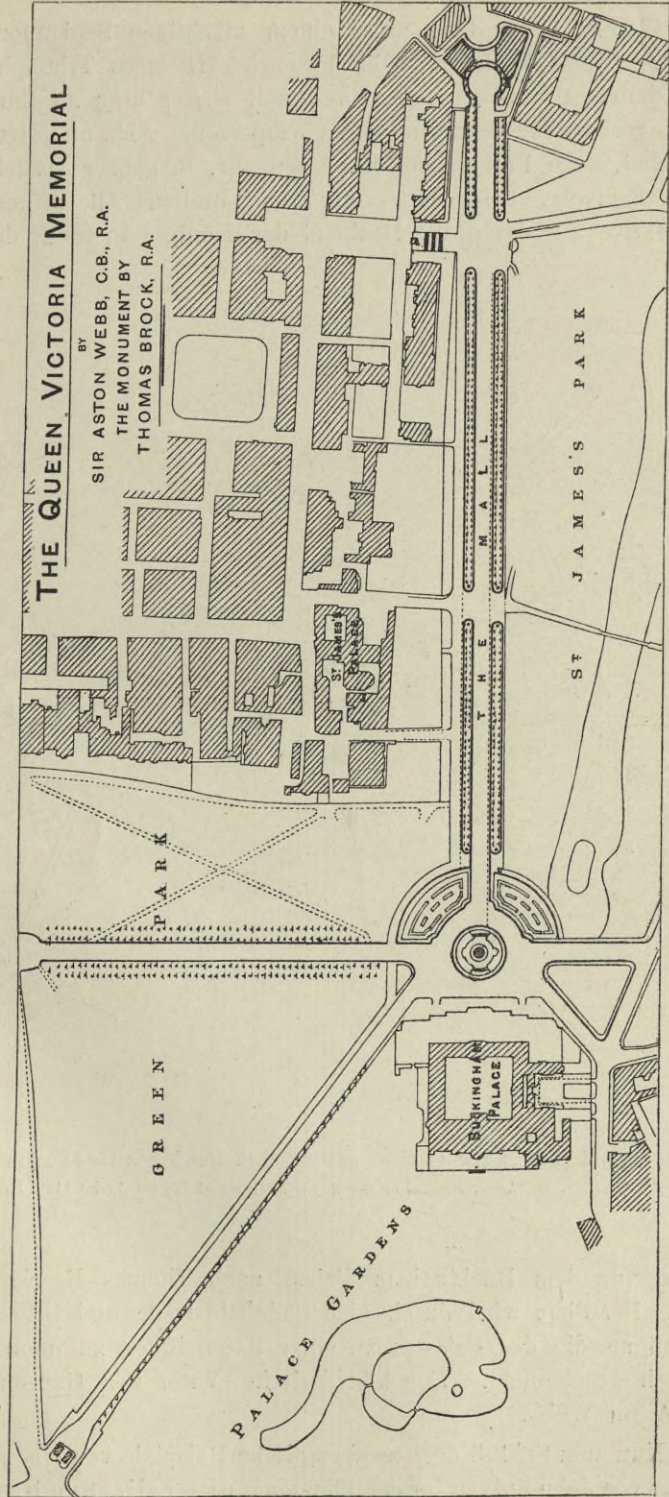 THE QUEEN VICTORIA MEMORIAL
BY
SIR ASTON WEBB, C.B., R.A.
THE MONUMENT BY
THOMAS BROCK, R.A.
GREEN PARK
ST JAMES'S
PALACE
THE MALL
ST JAMES'S PARK
BUCKINGHAM
PALACE
PALACE GARDENS